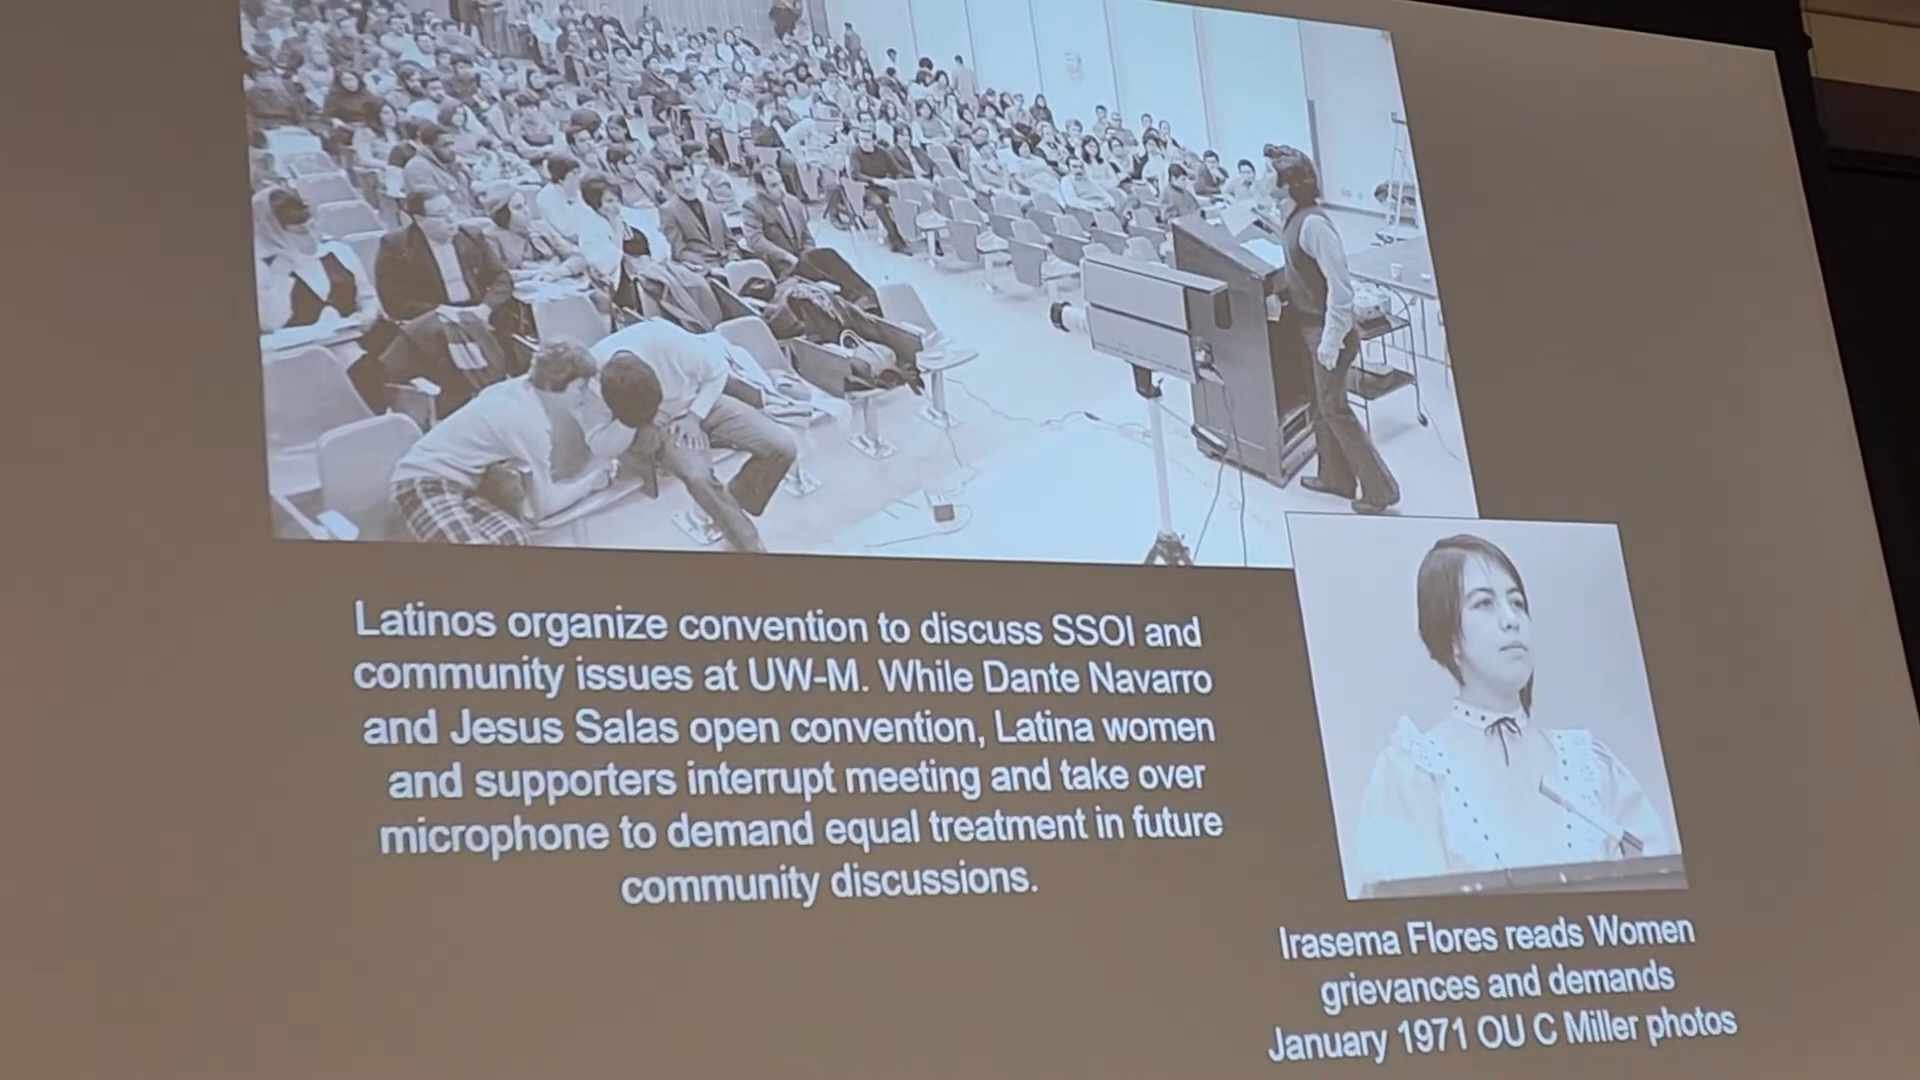 Latinos organize convention to discuss SSOI and
community issues at UW-M. While Dante Navarro
and Jesus Salas open convention, Latina women
and supporters interrupt meeting and take over
microphone to demand equal treatment in future
community discussions.
Irasema Flores reads Women
grievances and demands
January 1971 OU C Miller photos